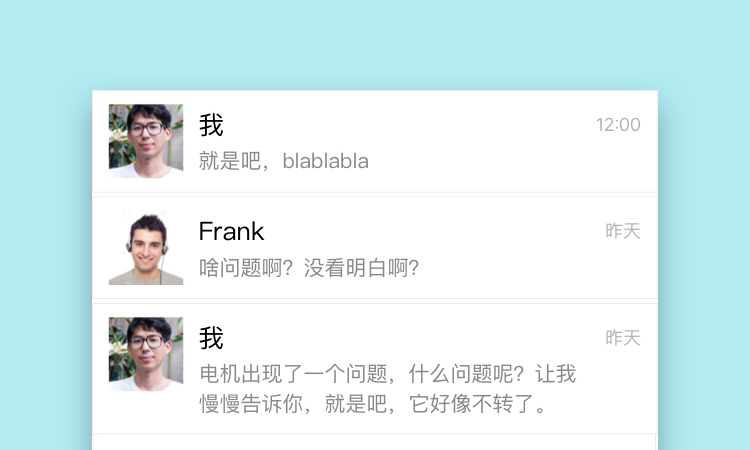 我
12:00
就是吧，blablabla
Frank
昨天
啥问题啊？没看明白啊？
我
昨天
电机出现了一个问题，什么问题呢？让我
慢慢告诉你，就是吧，它好像不转了。